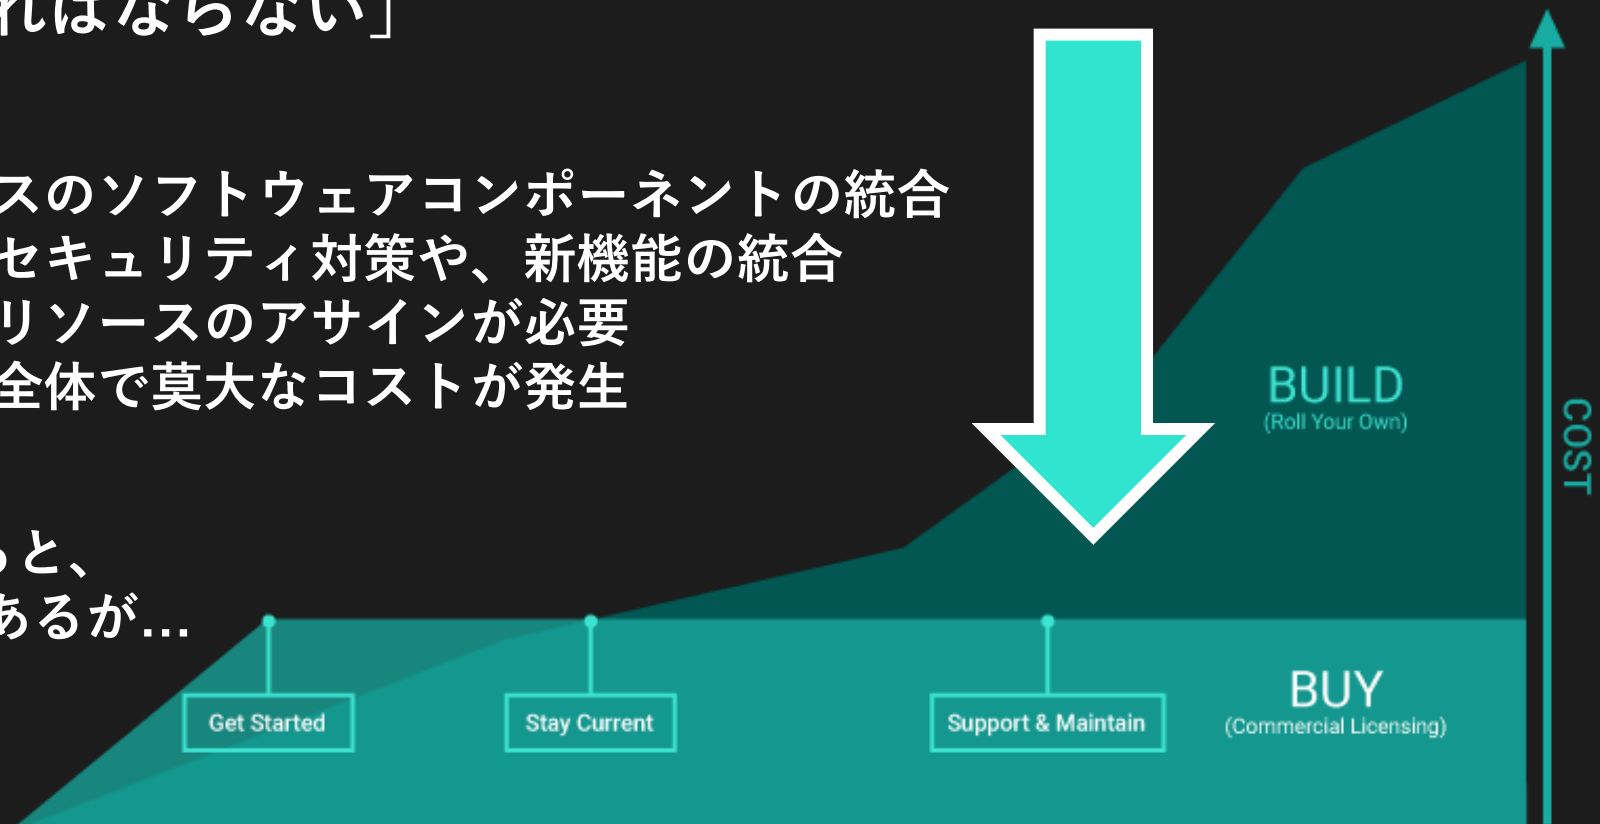 ればならない」
スのソフトウェアコンポーネントの統合
セキュリティ対策や、新機能の統合
リソースのアサインが必要
全体で莫大なコストが発生
と、
あるが…
BUILD
(Roll Your Own)
COST
BUY
(Commercial Licensing)
Get Started
Stay Current
Support & Maintain